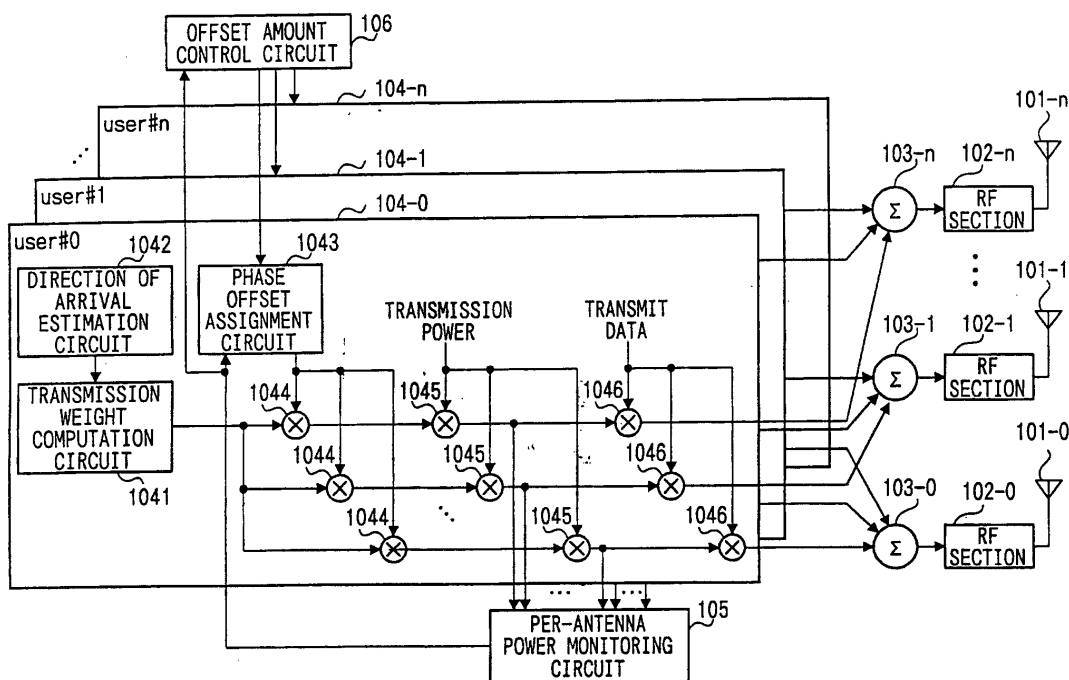 OFFSET AMOUNT
CONTROL CIRCUIT
106
104-n
user#n
104-1
user#1
104-0
user#0
1042
DIRECTION OF
ARRIVAL
ESTIMATION
CIRCUIT
1043
PHASE
OFFSET
ASSIGNMENT
CIRCUIT
TRANSMISSION
POWER
TRANSMIT
DATA
TRANSMISSION
WEIGHT
COMPUTATION
CIRCUIT
1041
1044
1045
1046
1044
1045
1046
1044
1045
1046
101-n
103-n
102-n
Σ
RF
SECTION
101-1
103-1
102-1
Σ
RF
SECTION
101-0
103-0
102-0
Σ
RF
SECTION
105
PER-ANTENNA
POWER MONITORING
CIRCUIT